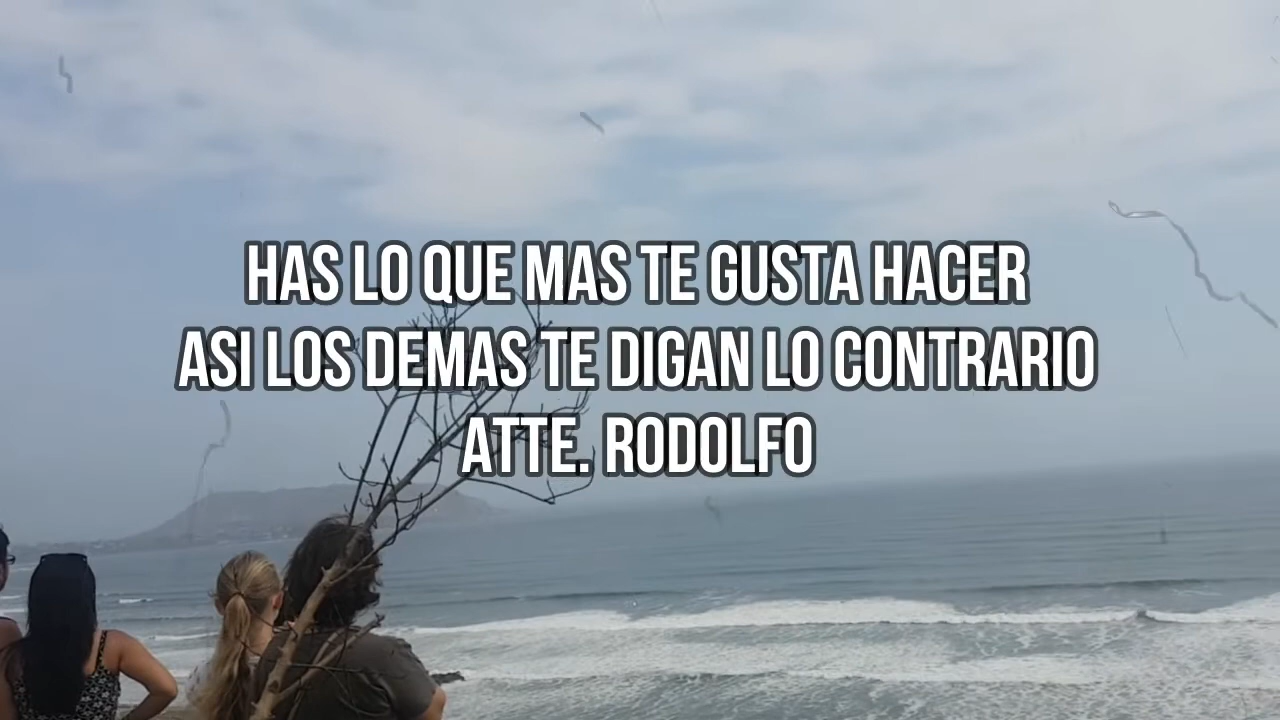 HAS LO QUE MAS TE GUSTA HACER
ASI LOS DEMAS TE DIGAN LO CONTRARIO
ATTE. RODOLFO